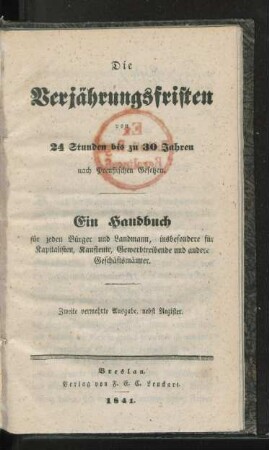 Die
Verjährungsfristen
von
24 Stunden bis zu 30 Jahren
nach Preußischen Gesetzen.
Ein Handbuch
für jeden Bürger und Landmann, insbesondere für
Kapitalisten, Kaufleute, Gewerbtreibende und andere
Geschäftsmänner.
Zweite vermehrte Ausgabe, nebst Register.
Breslau.
Verlag von F. E. C. Leuckart.
1841.